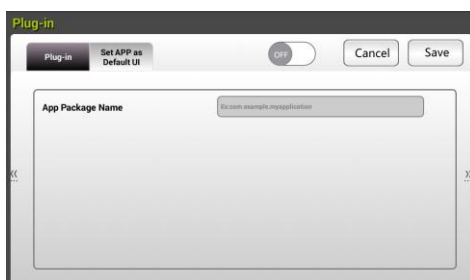 Plug-in
Plug-in
Set APP as
Default UI
OFF
Cancel
Save
App Package Name
Ex:com.example.myapplication
«
»